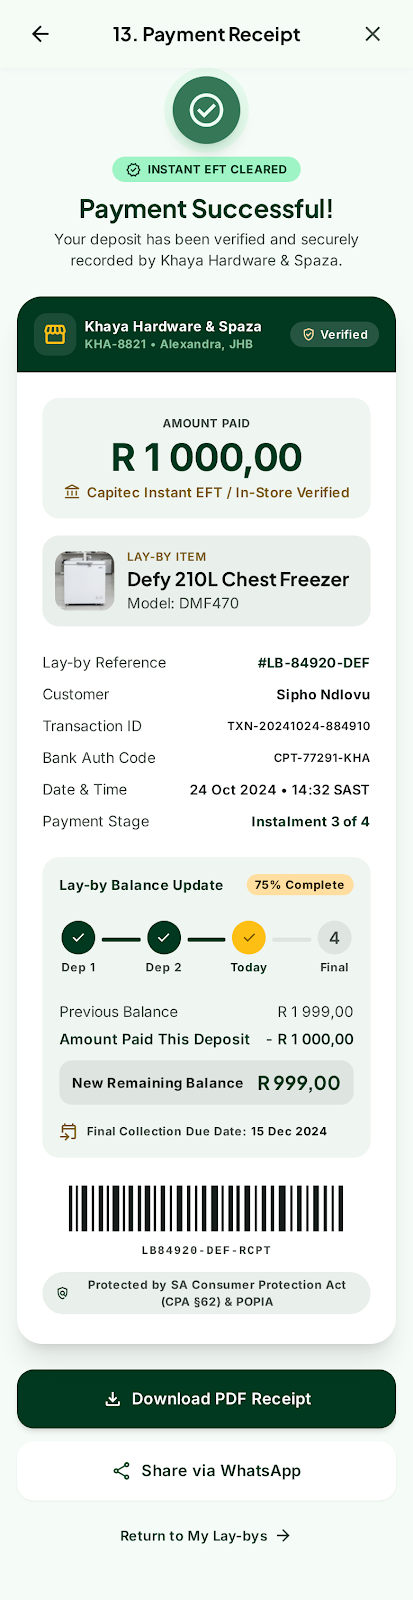 13. Payment Receipt
INSTANT EFT CLEARED
Payment Successful!
Your deposit has been verified and securely
recorded by Khaya Hardware & Spaza.
Khaya Hardware & Spaza
KHA-8821 • Alexandra, JHB
Verified
AMOUNT PAID
R 1 000,00
Capitec Instant EFT / In-Store Verified
LAY-BY ITEM
Defy 210L Chest Freezer
Model: DMF470
Lay-by Reference #LB-84920-DEF
Customer Sipho Ndlovu
Transaction ID TXN-20241024-884910
Bank Auth Code CPT-77291-KHA
Date & Time 24 Oct 2024 • 14:32 SAST
Payment Stage Instalment 3 of 4
Lay-by Balance Update 75% Complete
4
Dep 1 Dep 2 Today Final
Previous Balance R 1 999,00
Amount Paid This Deposit - R 1 000,00
New Remaining Balance R 999,00
Final Collection Due Date: 15 Dec 2024
LB84920-DEF-RCPT
Protected by SA Consumer Protection Act
(CPA §62) & POPIA
Download PDF Receipt
Share via WhatsApp
Return to My Lay-bys